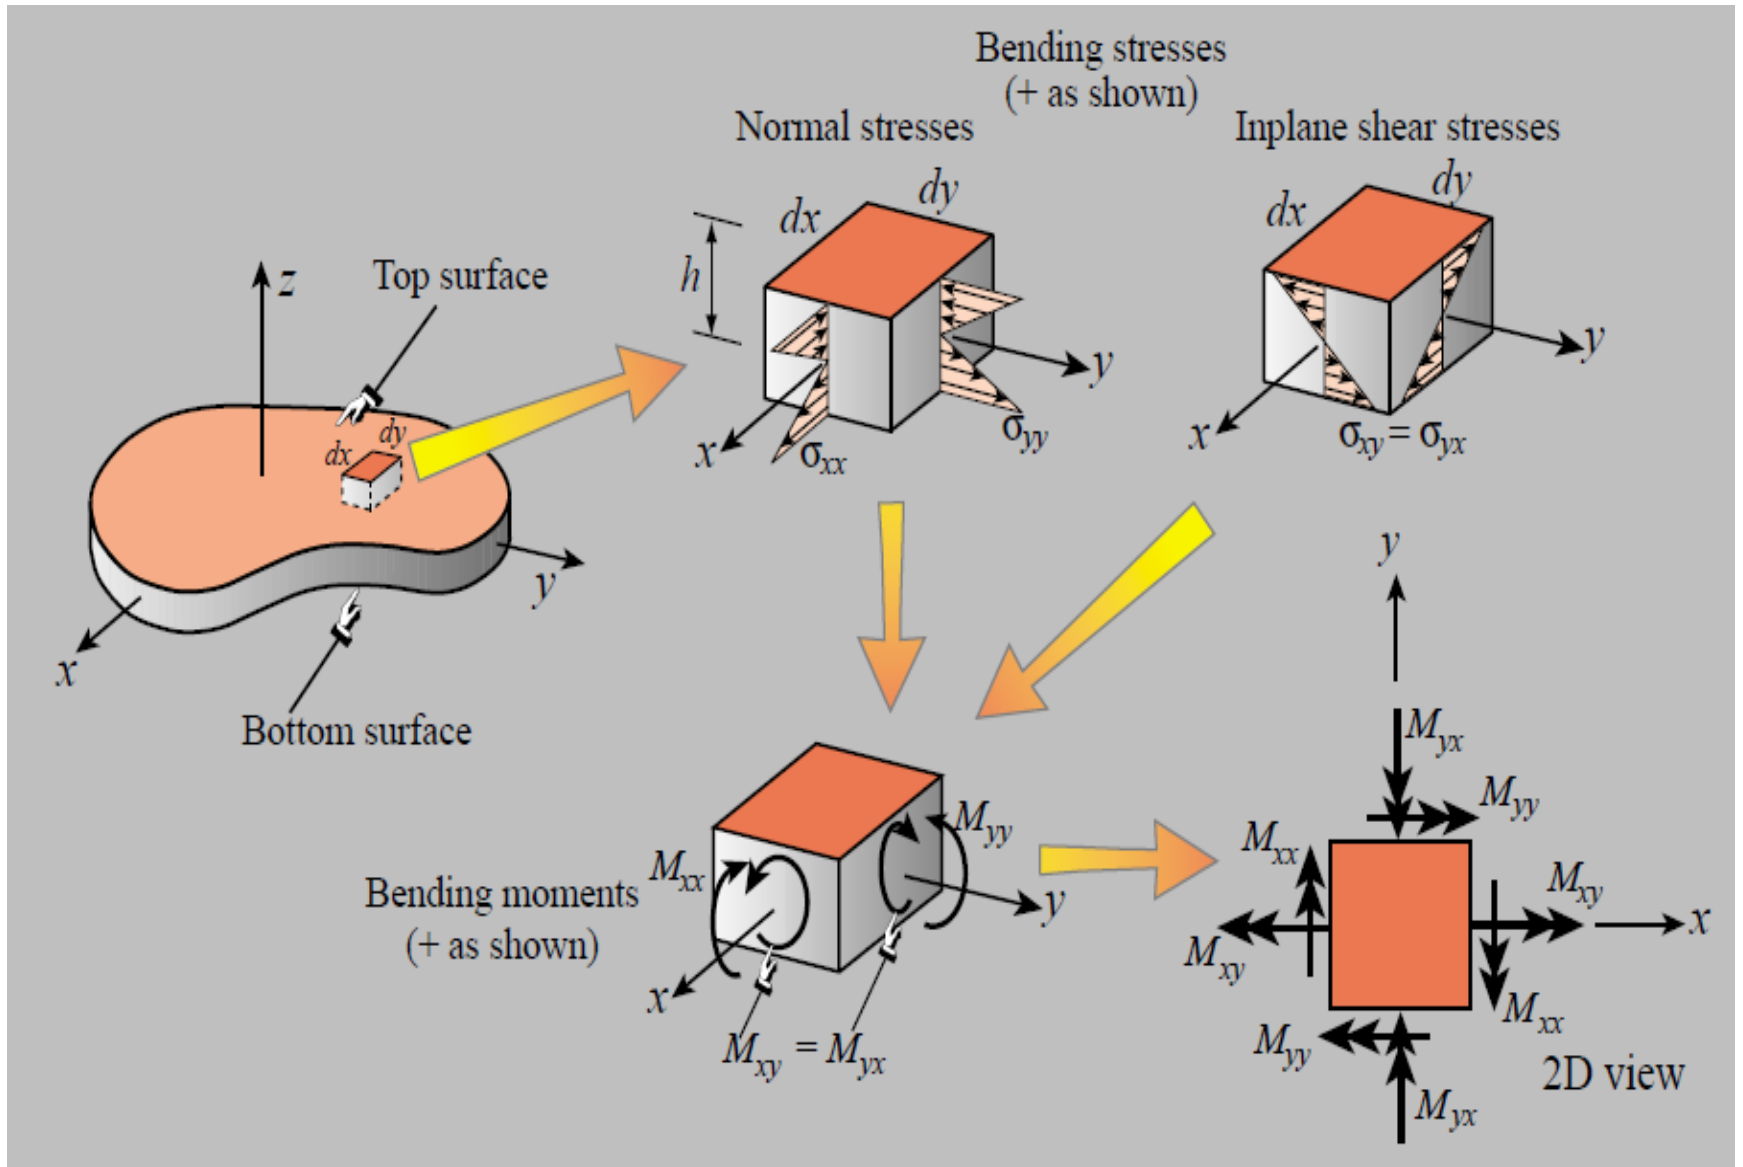 Bending stresses
(+ as shown)
Normal stresses
Inplane shear stresses
dx
dy
h
y
x
σxx
σyy
dx
dy
y
x
σxy = σyx
z
Top surface
dx
dy
y
x
Bottom surface
Bending moments
(+ as shown)
Mxx
Myy
y
x
Mxy = Myx
y
Myx
Myy
Mxx
Mxy
x
Mxy
Mxx
Myy
Myx
2D view